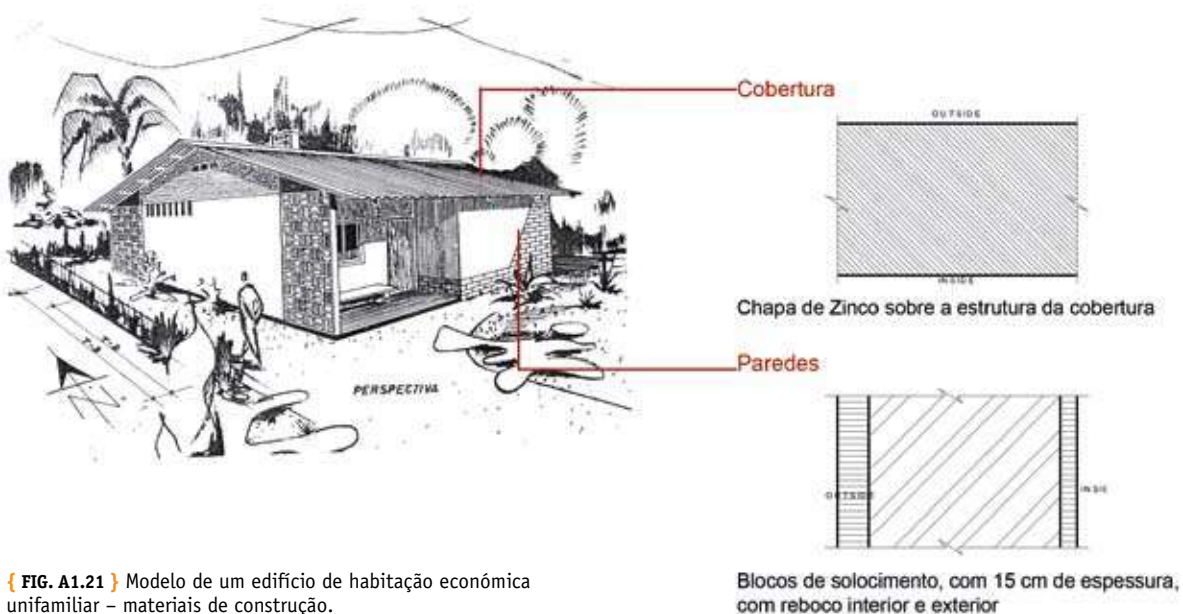 Cobertura
OUTSIDE
INSIDE
Chapa de Zinco sobre a estrutura da cobertura
Paredes
PERSPECTIVA
OUTSIDE
INSIE
{ FIG. A1.21 } Modelo de um edifício de habitação económica
unifamiliar – materiais de construção.
Blocos de solocimento, com 15 cm de espessura,
com reboco interior e exterior